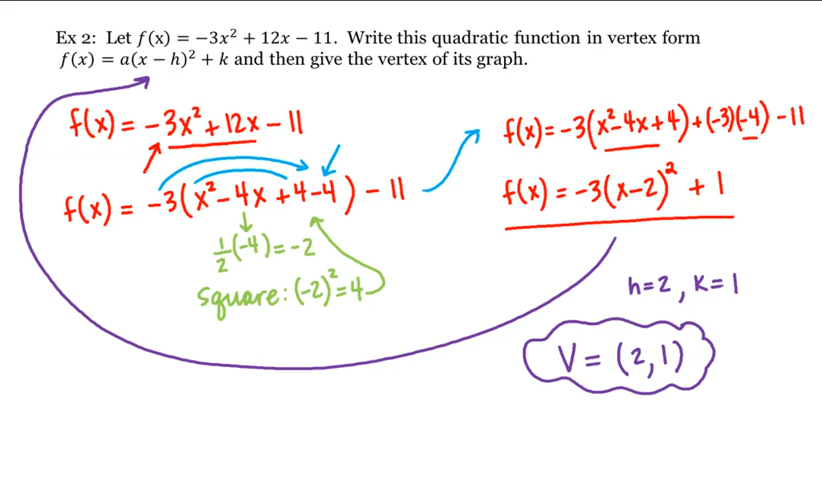 Ex 2: Let f(x) = −3x² + 12x − 11. Write this quadratic function in vertex form
f(x) = a(x − h)² + k and then give the vertex of its graph.
f(x) = −3x² + 12x − 11
f(x) = −3(x² − 4x + 4 − 4) − 11
½(−4) = −2
square: (−2)² = 4
f(x) = −3(x² − 4x + 4) + (−3)(−4) − 11
f(x) = −3(x − 2)² + 1
h=2, K=1
V = (2,1)